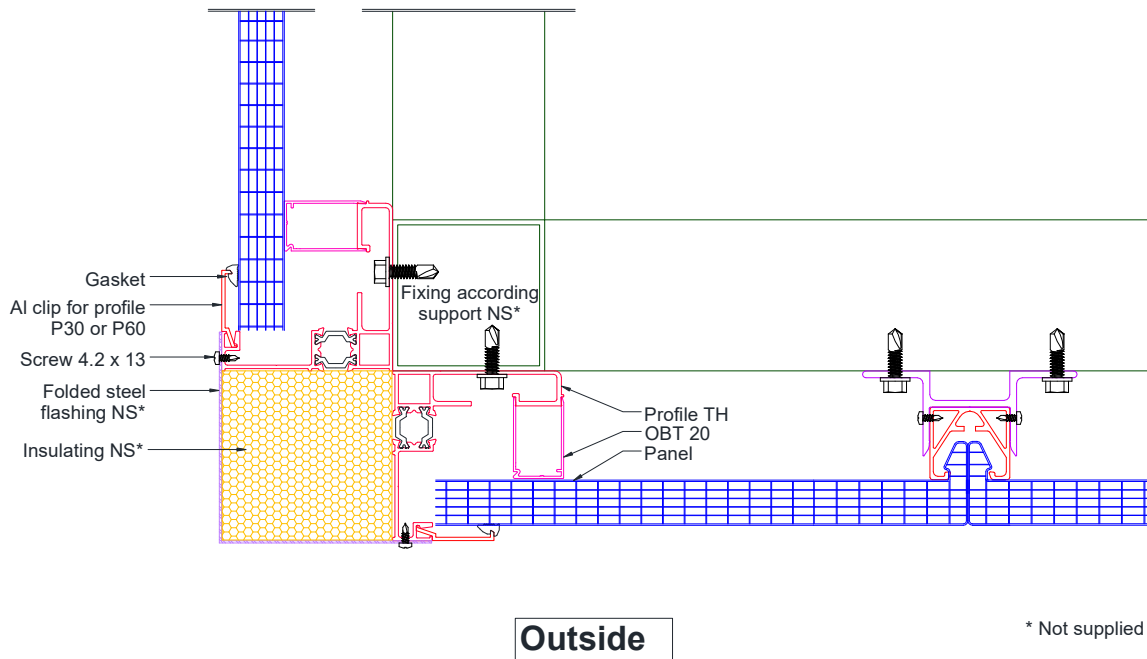 Gasket
Al clip for profile
P30 or P60
Screw 4.2 x 13
Folded steel
flashing NS*
Insulating NS*
Fixing according
support NS*
Profile TH
OBT 20
Panel
Outside
* Not supplied